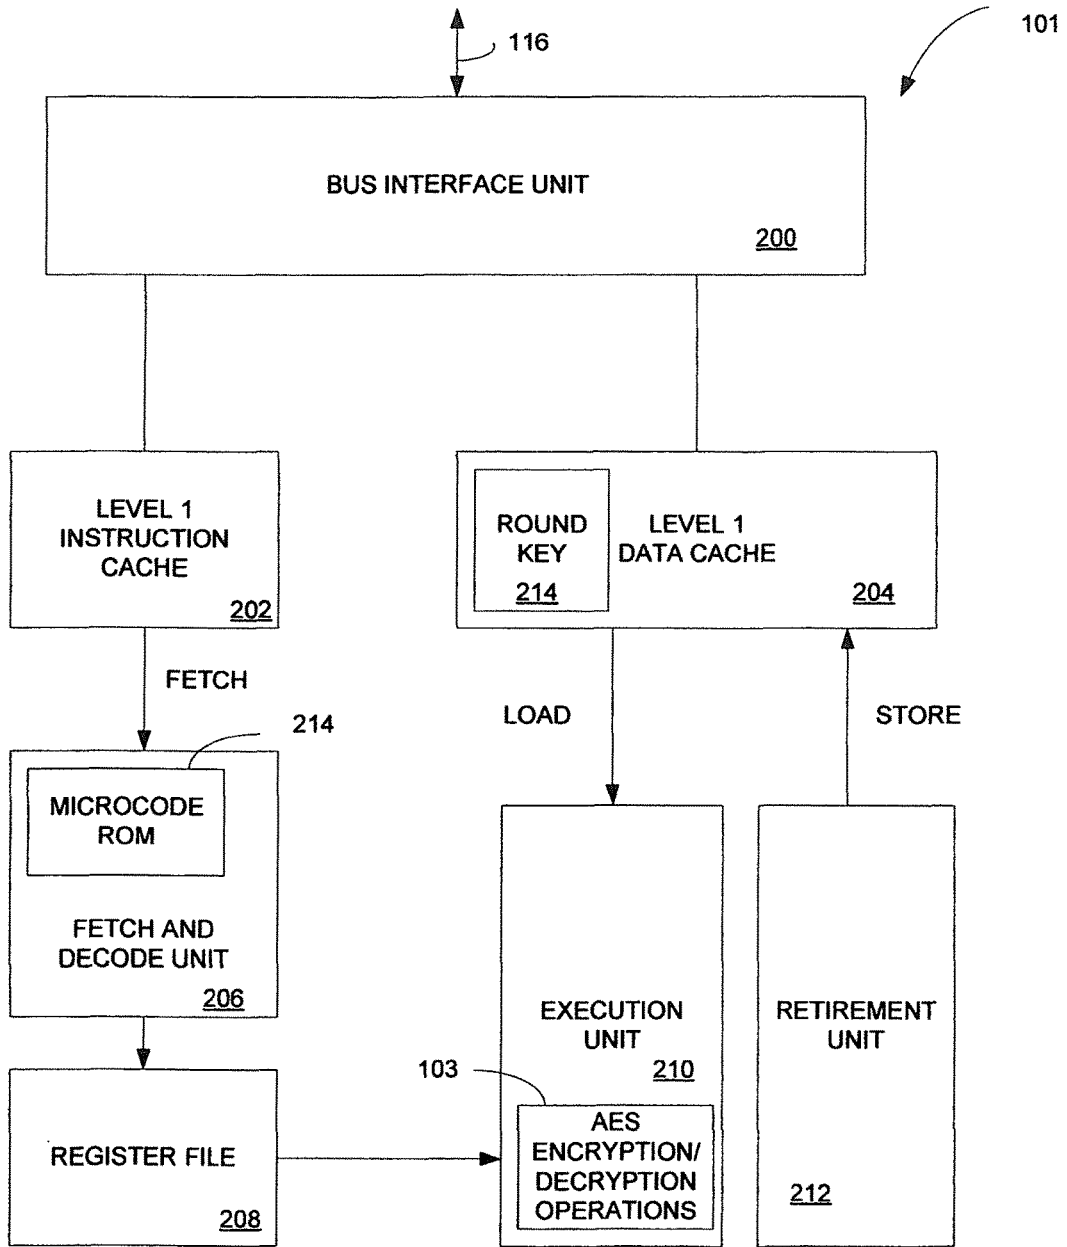 116
101
BUS INTERFACE UNIT
200
LEVEL 1
INSTRUCTION
CACHE
202
ROUND
KEY
214
LEVEL 1
DATA CACHE
204
FETCH
LOAD
STORE
214
MICROCODE
ROM
FETCH AND
DECODE UNIT
206
EXECUTION
UNIT
210
RETIREMENT
UNIT
212
103
AES
ENCRYPTION/
DECRYPTION
OPERATIONS
REGISTER FILE
208